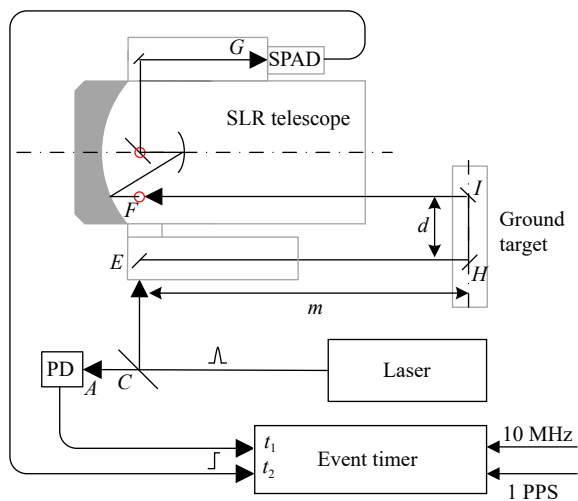 G
SPAD
SLR telescope
F
I
d
Ground
target
E
H
m
PD
A
C
Laser
10 MHz
t1
t2
Event timer
1 PPS